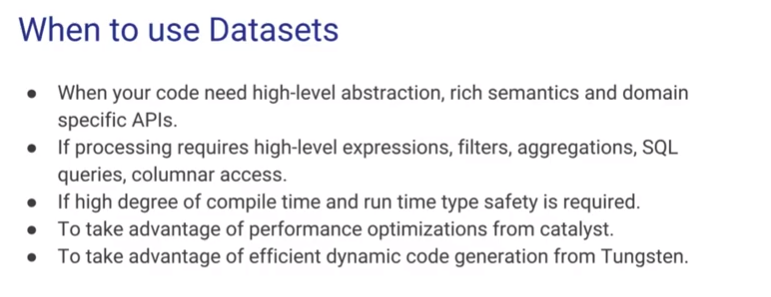 When to use Datasets
● When your code need high-level abstraction, rich semantics and domain
specific APIs.
● If processing requires high-level expressions, filters, aggregations, SQL
queries, columnar access.
● If high degree of compile time and run time type safety is required.
● To take advantage of performance optimizations from catalyst.
● To take advantage of efficient dynamic code generation from Tungsten.